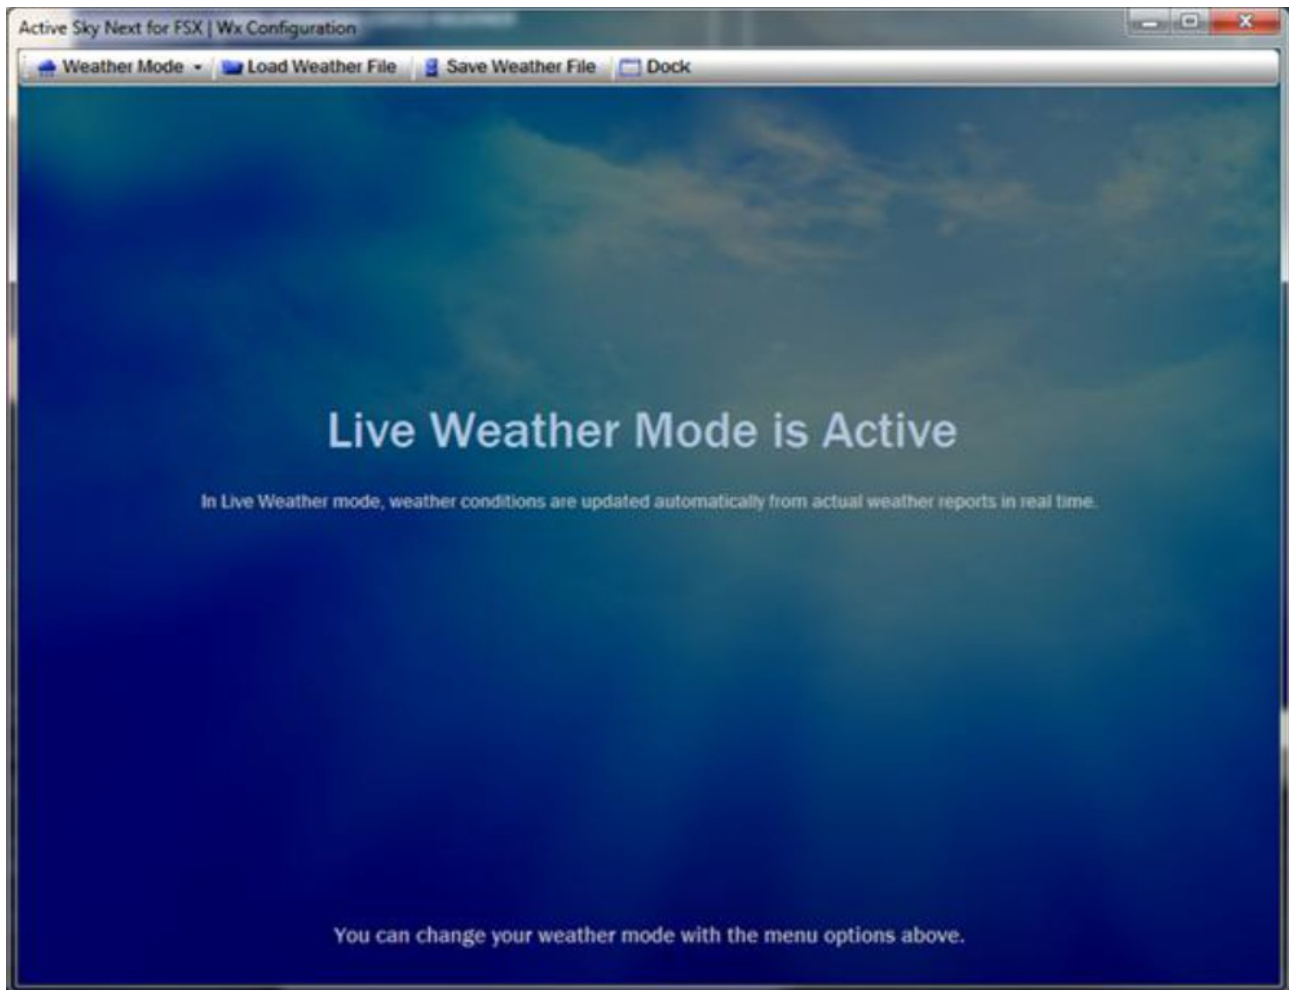 Active Sky Next for FSX | Wx Configuration
Weather Mode Load Weather File Save Weather File Dock
Live Weather Mode is Active
In Live Weather mode, weather conditions are updated automatically from actual weather reports in real time.
You can change your weather mode with the menu options above.